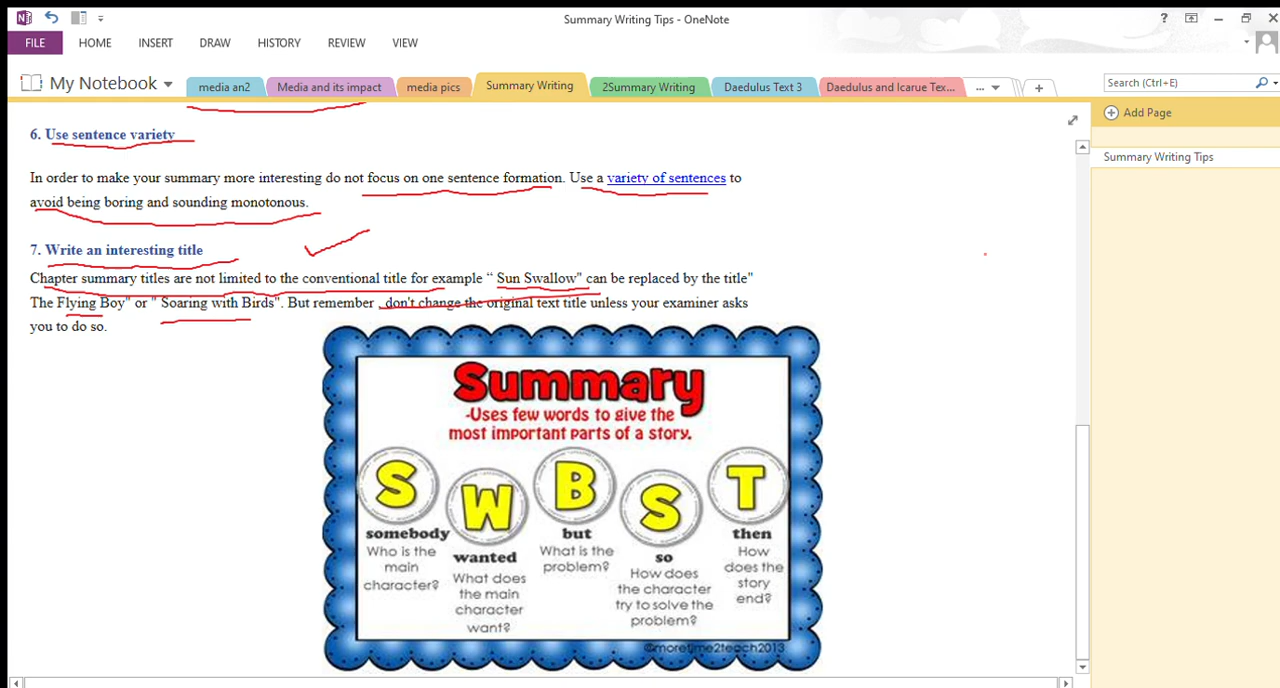 Summary Writing Tips - OneNote
?
FILE HOME INSERT DRAW HISTORY REVIEW VIEW
My Notebook
media an2 Media and its impact media pics Summary Writing 2Summary Writing Daedulus Text 3 Daedulus and Icarue Tex... ... +
Search (Ctrl+E)
Add Page
Summary Writing Tips
6. Use sentence variety
In order to make your summary more interesting do not focus on one sentence formation. Use a variety of sentences to
avoid being boring and sounding monotonous.
7. Write an interesting title
Chapter summary titles are not limited to the conventional title for example “ Sun Swallow" can be replaced by the title"
The Flying Boy" or " Soaring with Birds". But remember , don't change the original text title unless your examiner asks
you to do so.
Summary
-Uses few words to give the
most important parts of a story.
S W B S T
somebody
Who is the
main
character?
wanted
What does
the main
character
want?
but
What is the
problem?
so
How does
the character
try to solve the
problem?
then
How
does the
story
end?
©moretime2teach2013